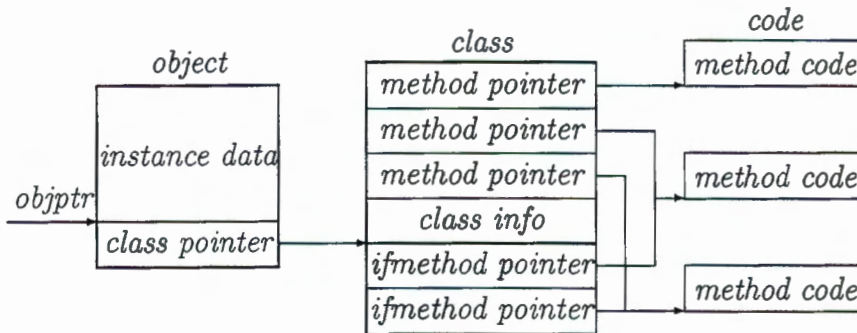 code
class
method code
object
method pointer
method pointer
instance data
method pointer
method code
objptr
class info
class pointer
ifmethod pointer
method code
ifmethod pointer